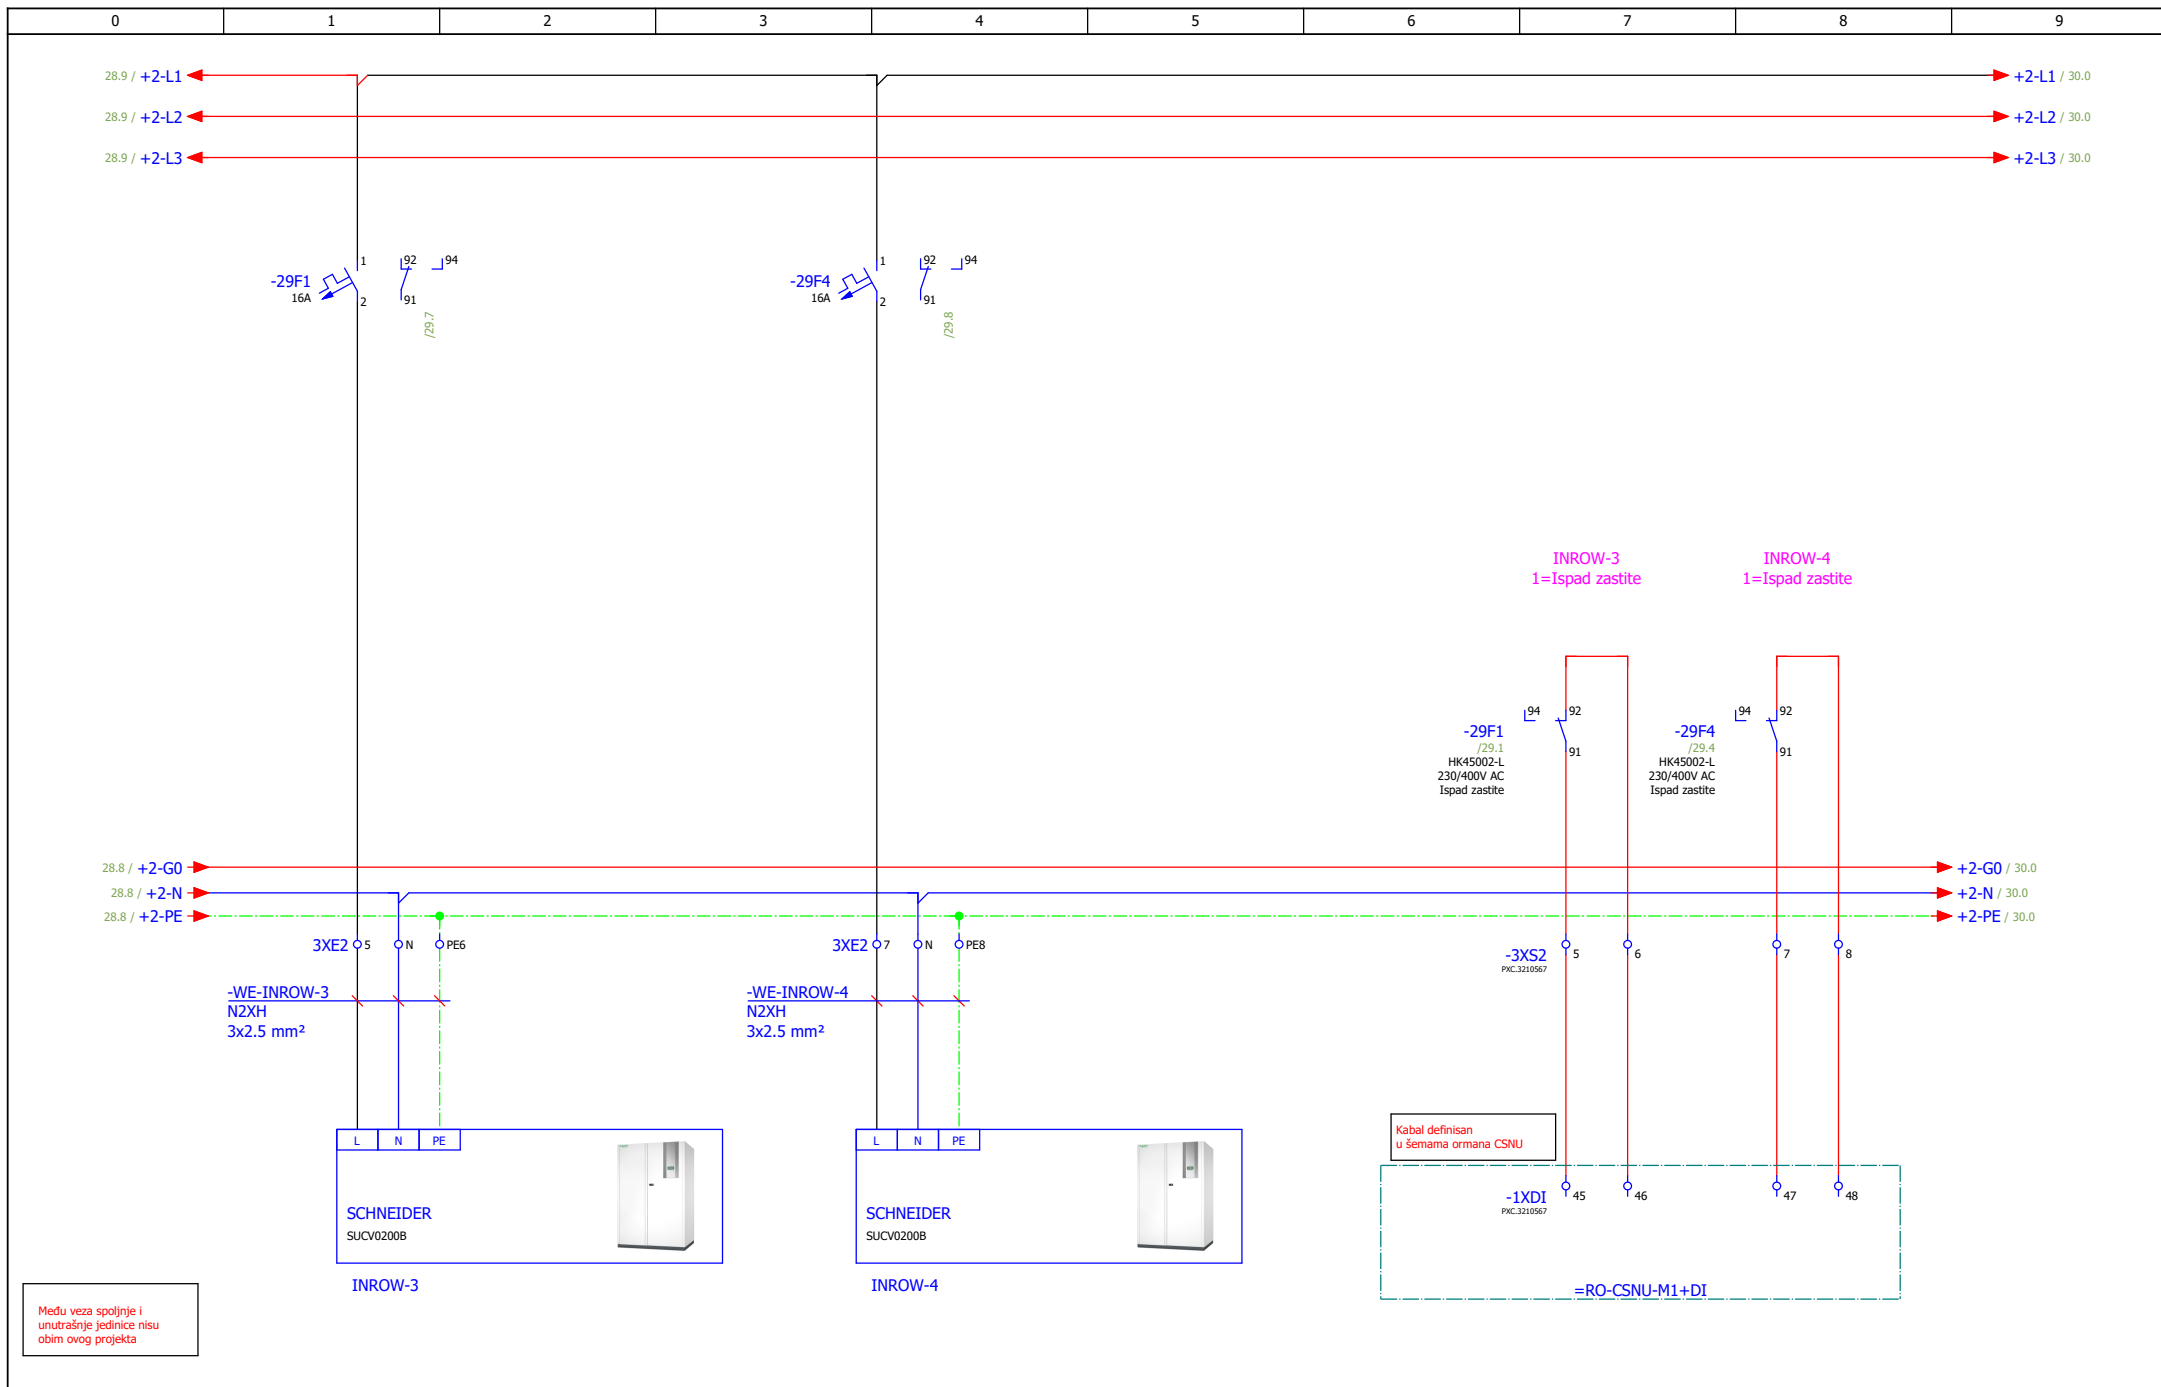 0 1 2 3 4 5 6 7 8 9
28.9 / +2-L1
+2-L1 / 30.0
28.9 / +2-L2
+2-L2 / 30.0
28.9 / +2-L3
+2-L3 / 30.0
-29F1
16A
1
2
92
94
91
/29.7
-29F4
16A
1
2
92
94
91
/29.8
INROW-3
1=Ispad zastite
INROW-4
1=Ispad zastite
94
92
91
-29F1
/29.1
HK45002-L
230/400V AC
Ispad zastite
94
92
91
-29F4
/29.4
HK45002-L
230/400V AC
Ispad zastite
28.8 / +2-G0
+2-G0 / 30.0
28.8 / +2-N
+2-N / 30.0
28.8 / +2-PE
+2-PE / 30.0
3XE2 5 N PE6
3XE2 7 N PE8
-3XS2 5 6 7 8
PXC.3210567
-WE-INROW-3
N2XH
3x2.5 mm²
-WE-INROW-4
N2XH
3x2.5 mm²
L N PE
SCHNEIDER
SUCV0200B
INROW-3
L N PE
SCHNEIDER
SUCV0200B
INROW-4
Kabal definisan
u šemama ormana CSNU
-1XDI 45 46 47 48
PXC.3210567
=RO-CSNU-M1+DI
Među veza spoljnje i
unutrašnje jedinice nisu
obim ovog projekta